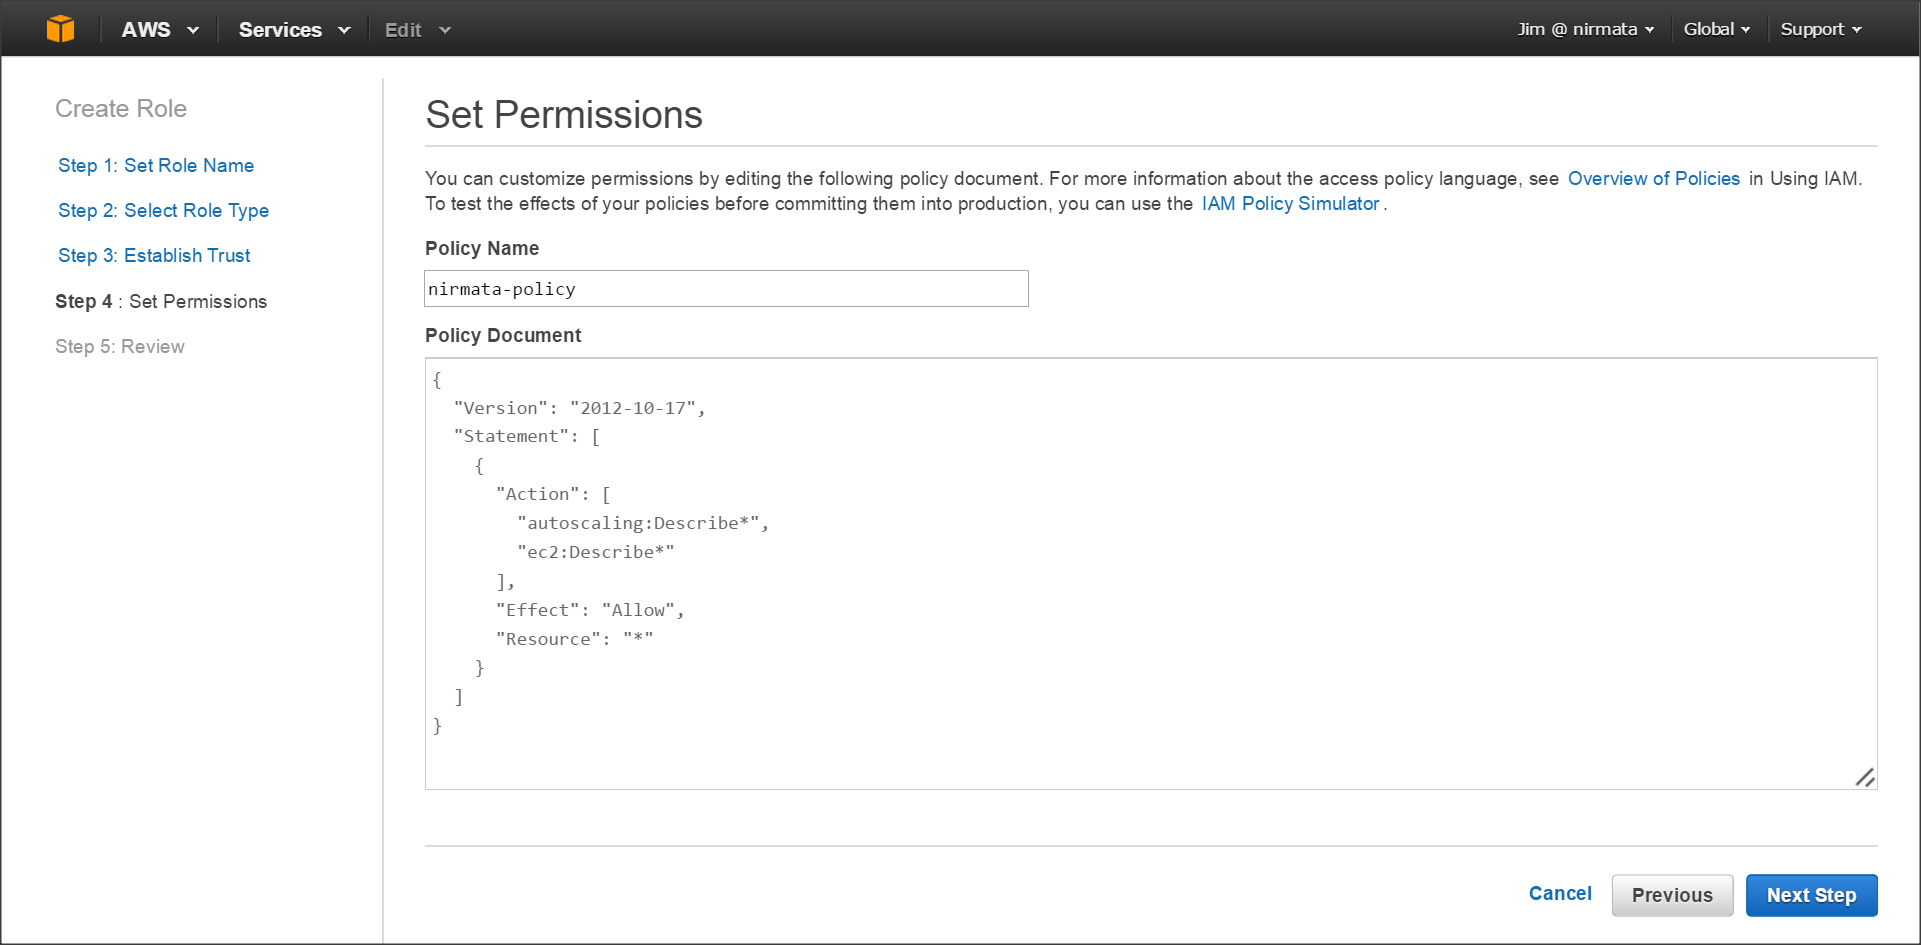 AWS Services Edit Jim @ nirmata Global Support
Create Role
Step 1: Set Role Name
Step 2: Select Role Type
Step 3: Establish Trust
Step 4 : Set Permissions
Step 5: Review
Set Permissions
You can customize permissions by editing the following policy document. For more information about the access policy language, see Overview of Policies in Using IAM.
To test the effects of your policies before committing them into production, you can use the IAM Policy Simulator .
Policy Name
nirmata-policy
Policy Document
{
  "Version": "2012-10-17",
  "Statement": [
    {
      "Action": [
        "autoscaling:Describe*",
        "ec2:Describe*"
      ],
      "Effect": "Allow",
      "Resource": "*"
    }
  ]
}
Cancel Previous Next Step